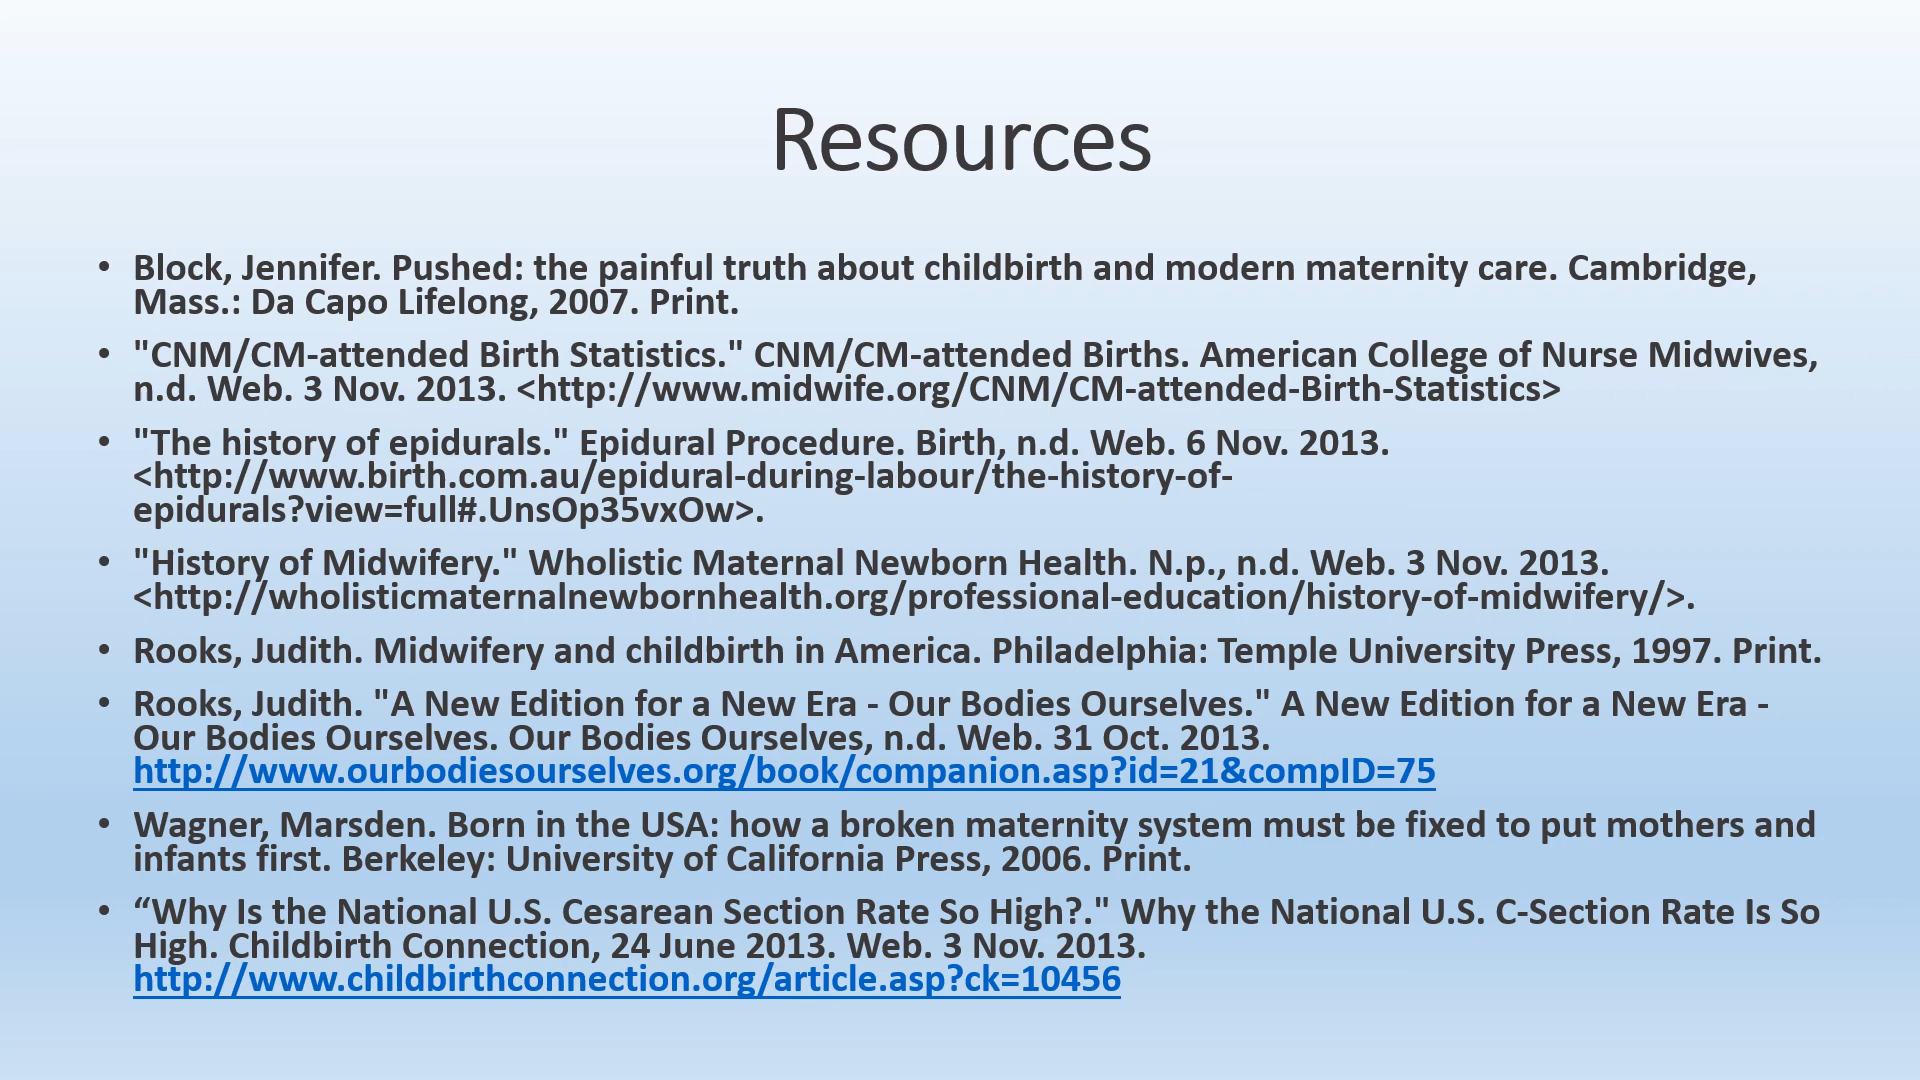 Resources
• Block, Jennifer. Pushed: the painful truth about childbirth and modern maternity care. Cambridge,
Mass.: Da Capo Lifelong, 2007. Print.
• "CNM/CM-attended Birth Statistics." CNM/CM-attended Births. American College of Nurse Midwives,
n.d. Web. 3 Nov. 2013. <http://www.midwife.org/CNM/CM-attended-Birth-Statistics>
• "The history of epidurals." Epidural Procedure. Birth, n.d. Web. 6 Nov. 2013.
<http://www.birth.com.au/epidural-during-labour/the-history-of-
epidurals?view=full#.UnsOp35vxOw>.
• "History of Midwifery." Wholistic Maternal Newborn Health. N.p., n.d. Web. 3 Nov. 2013.
<http://wholisticmaternalnewbornhealth.org/professional-education/history-of-midwifery/>.
• Rooks, Judith. Midwifery and childbirth in America. Philadelphia: Temple University Press, 1997. Print.
• Rooks, Judith. "A New Edition for a New Era - Our Bodies Ourselves." A New Edition for a New Era -
Our Bodies Ourselves. Our Bodies Ourselves, n.d. Web. 31 Oct. 2013.
http://www.ourbodiesourselves.org/book/companion.asp?id=21&compID=75
• Wagner, Marsden. Born in the USA: how a broken maternity system must be fixed to put mothers and
infants first. Berkeley: University of California Press, 2006. Print.
• “Why Is the National U.S. Cesarean Section Rate So High?." Why the National U.S. C-Section Rate Is So
High. Childbirth Connection, 24 June 2013. Web. 3 Nov. 2013.
http://www.childbirthconnection.org/article.asp?ck=10456